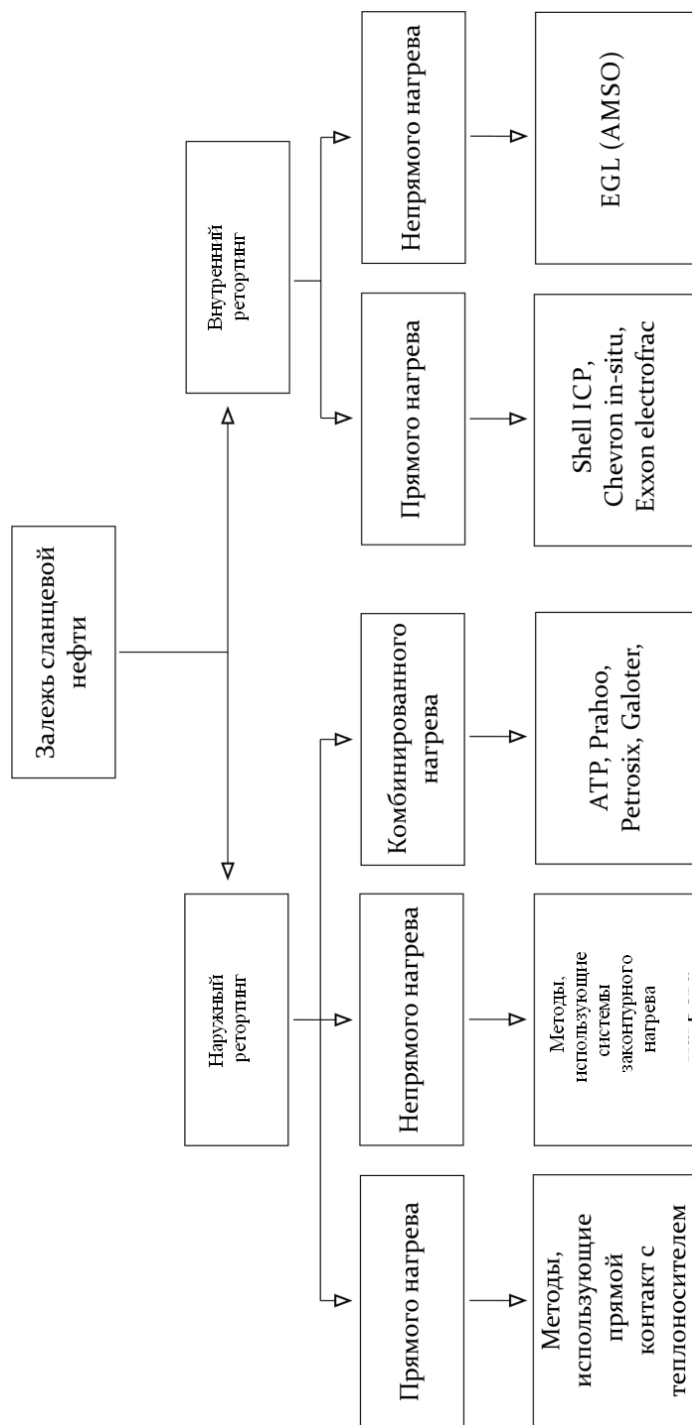 Залежь сланцевой
нефти
Наружный
ретортинг
Внутренний
ретортинг
Прямого нагрева
Непрямого нагрева
Комбинированного
нагрева
Прямого нагрева
Непрямого нагрева
Методы,
использующие
прямой
контакт с
теплоносителем
Методы,
использующие
системы
законтурного
нагрева
ATP, Prahoo,
Petrosix, Galoter,
Shell ICP,
Chevron in-situ,
Exxon electrofrac
EGL (AMSO)